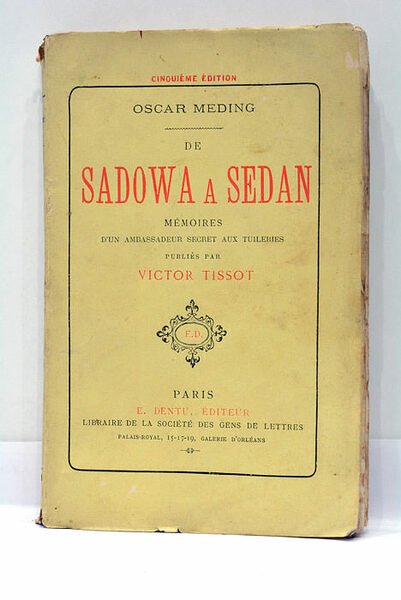 CINQUIÈME ÉDITION
OSCAR MEDING
DE
SADOWA A SEDAN
MÉMOIRES
D'UN AMBASSADEUR SECRET AUX TUILERIES
PUBLIÉS PAR
VICTOR TISSOT
E.D.
PARIS
E. DENTU, ÉDITEUR
LIBRAIRE DE LA SOCIÉTÉ DES GENS DE LETTRES
PALAIS-ROYAL, 15-17-19, GALERIE D'ORLÉANS